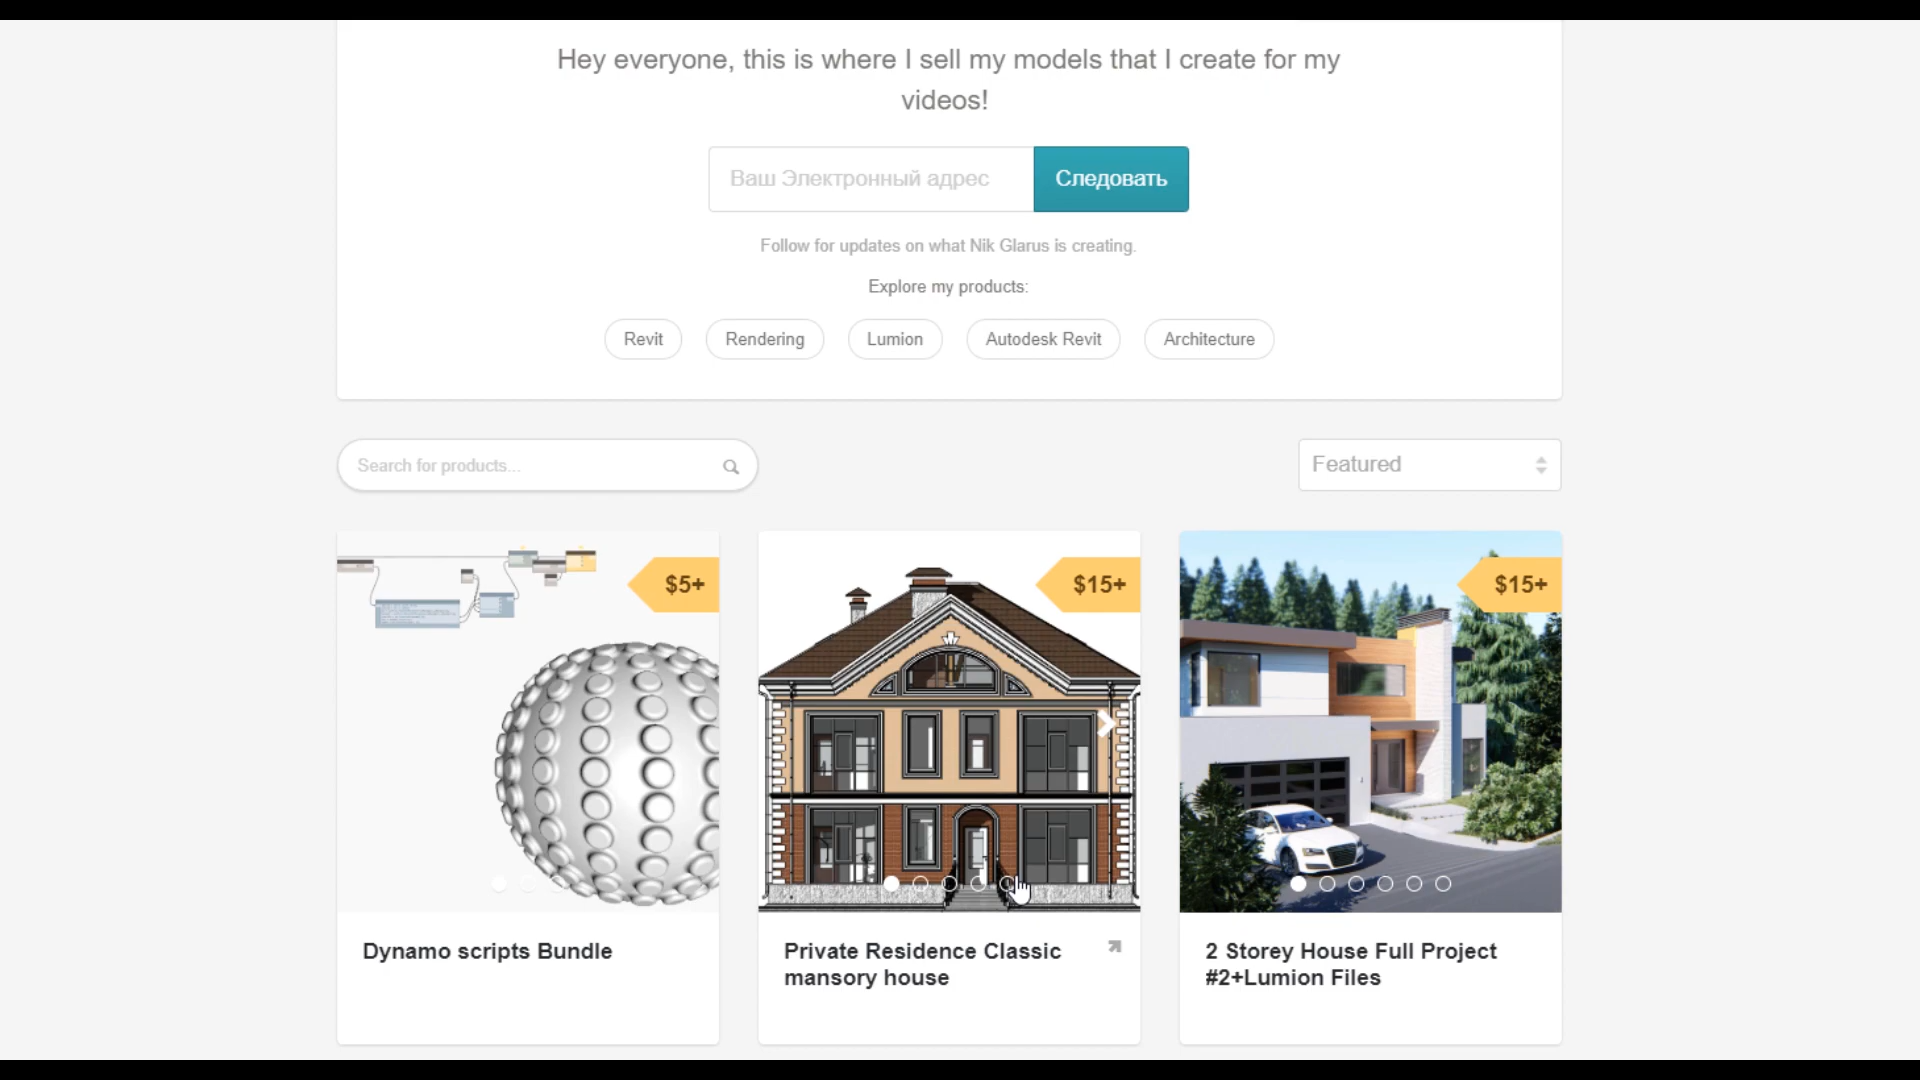 Hey everyone, this is where I sell my models that I create for my
videos!
Ваш Электронный адрес
Следовать
Follow for updates on what Nik Glarus is creating.
Explore my products:
Revit
Rendering
Lumion
Autodesk Revit
Architecture
Search for products...
Featured
$5+
$15+
$15+
Dynamo scripts Bundle
Private Residence Classic
mansory house
2 Storey House Full Project
#2+Lumion Files